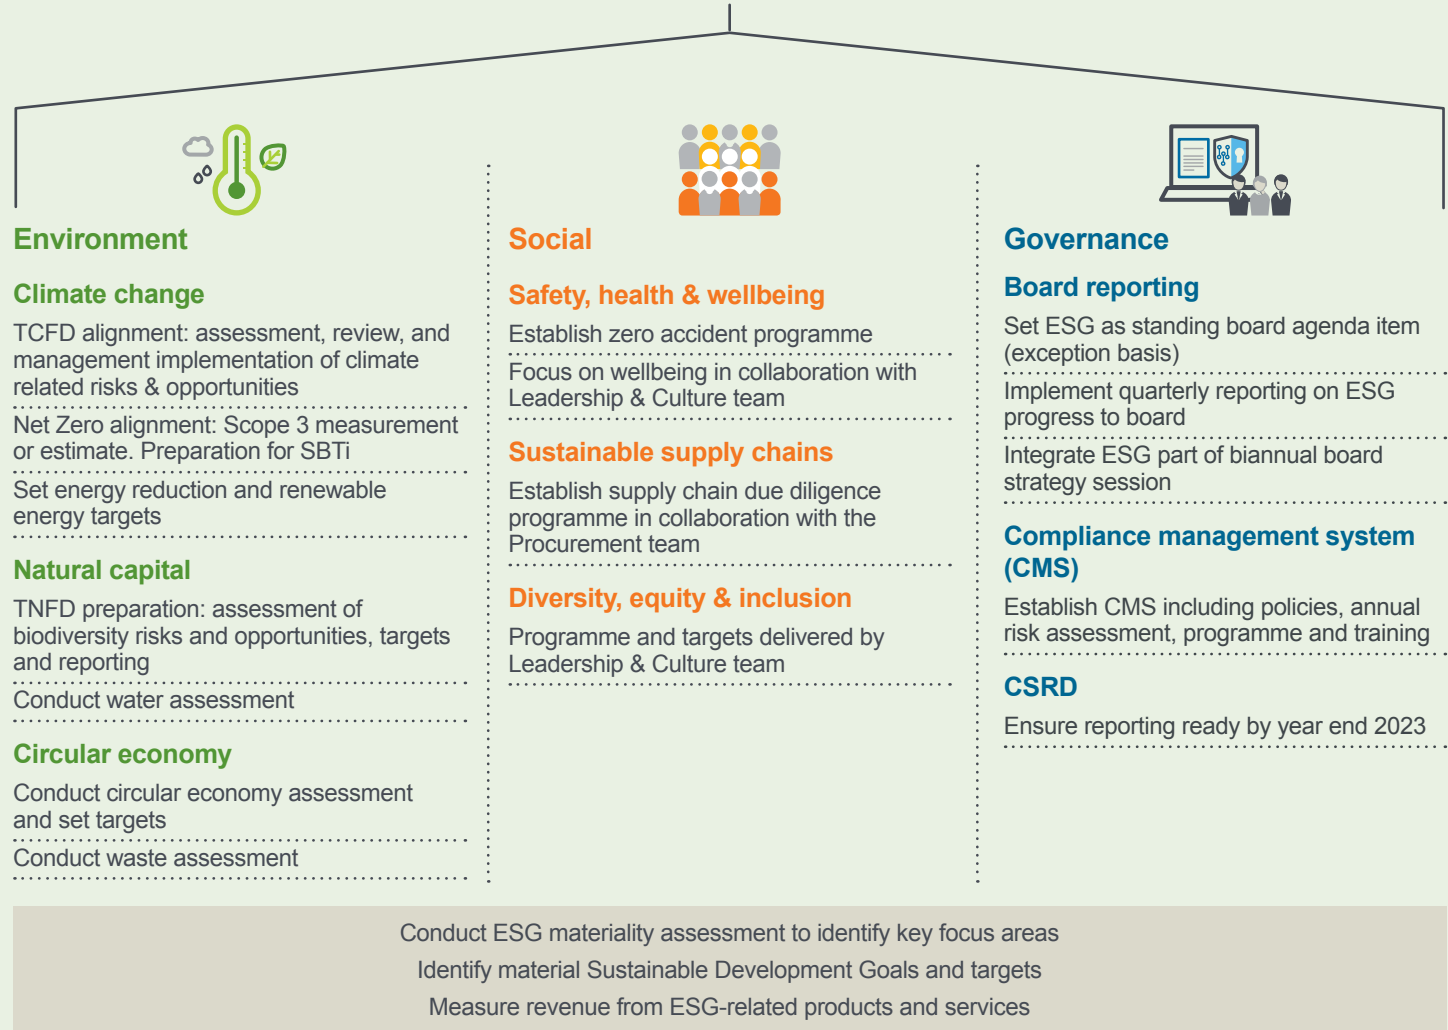 Environment
Climate change
TCFD alignment: assessment, review, and
management implementation of climate
related risks & opportunities
Net Zero alignment: Scope 3 measurement
or estimate. Preparation for SBTi
Set energy reduction and renewable
energy targets
Natural capital
TNFD preparation: assessment of
biodiversity risks and opportunities, targets
and reporting
Conduct water assessment
Circular economy
Conduct circular economy assessment
and set targets
Conduct waste assessment
Social
Safety, health & wellbeing
Establish zero accident programme
Focus on wellbeing in collaboration with
Leadership & Culture team
Sustainable supply chains
Establish supply chain due diligence
programme in collaboration with the
Procurement team
Diversity, equity & inclusion
Programme and targets delivered by
Leadership & Culture team
Governance
Board reporting
Set ESG as standing board agenda item
(exception basis)
Implement quarterly reporting on ESG
progress to board
Integrate ESG part of biannual board
strategy session
Compliance management system
(CMS)
Establish CMS including policies, annual
risk assessment, programme and training
CSRD
Ensure reporting ready by year end 2023
Conduct ESG materiality assessment to identify key focus areas
Identify material Sustainable Development Goals and targets
Measure revenue from ESG-related products and services